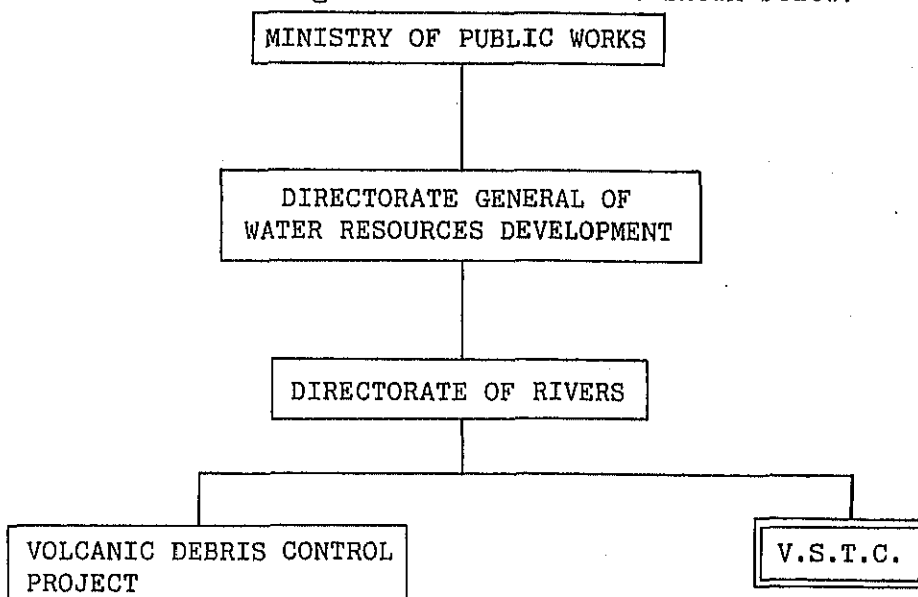 MINISTRY OF PUBLIC WORKS
DIRECTORATE GENERAL OF
WATER RESOURCES DEVELOPMENT
DIRECTORATE OF RIVERS
VOLCANIC DEBRIS CONTROL
PROJECT
V.S.T.C.